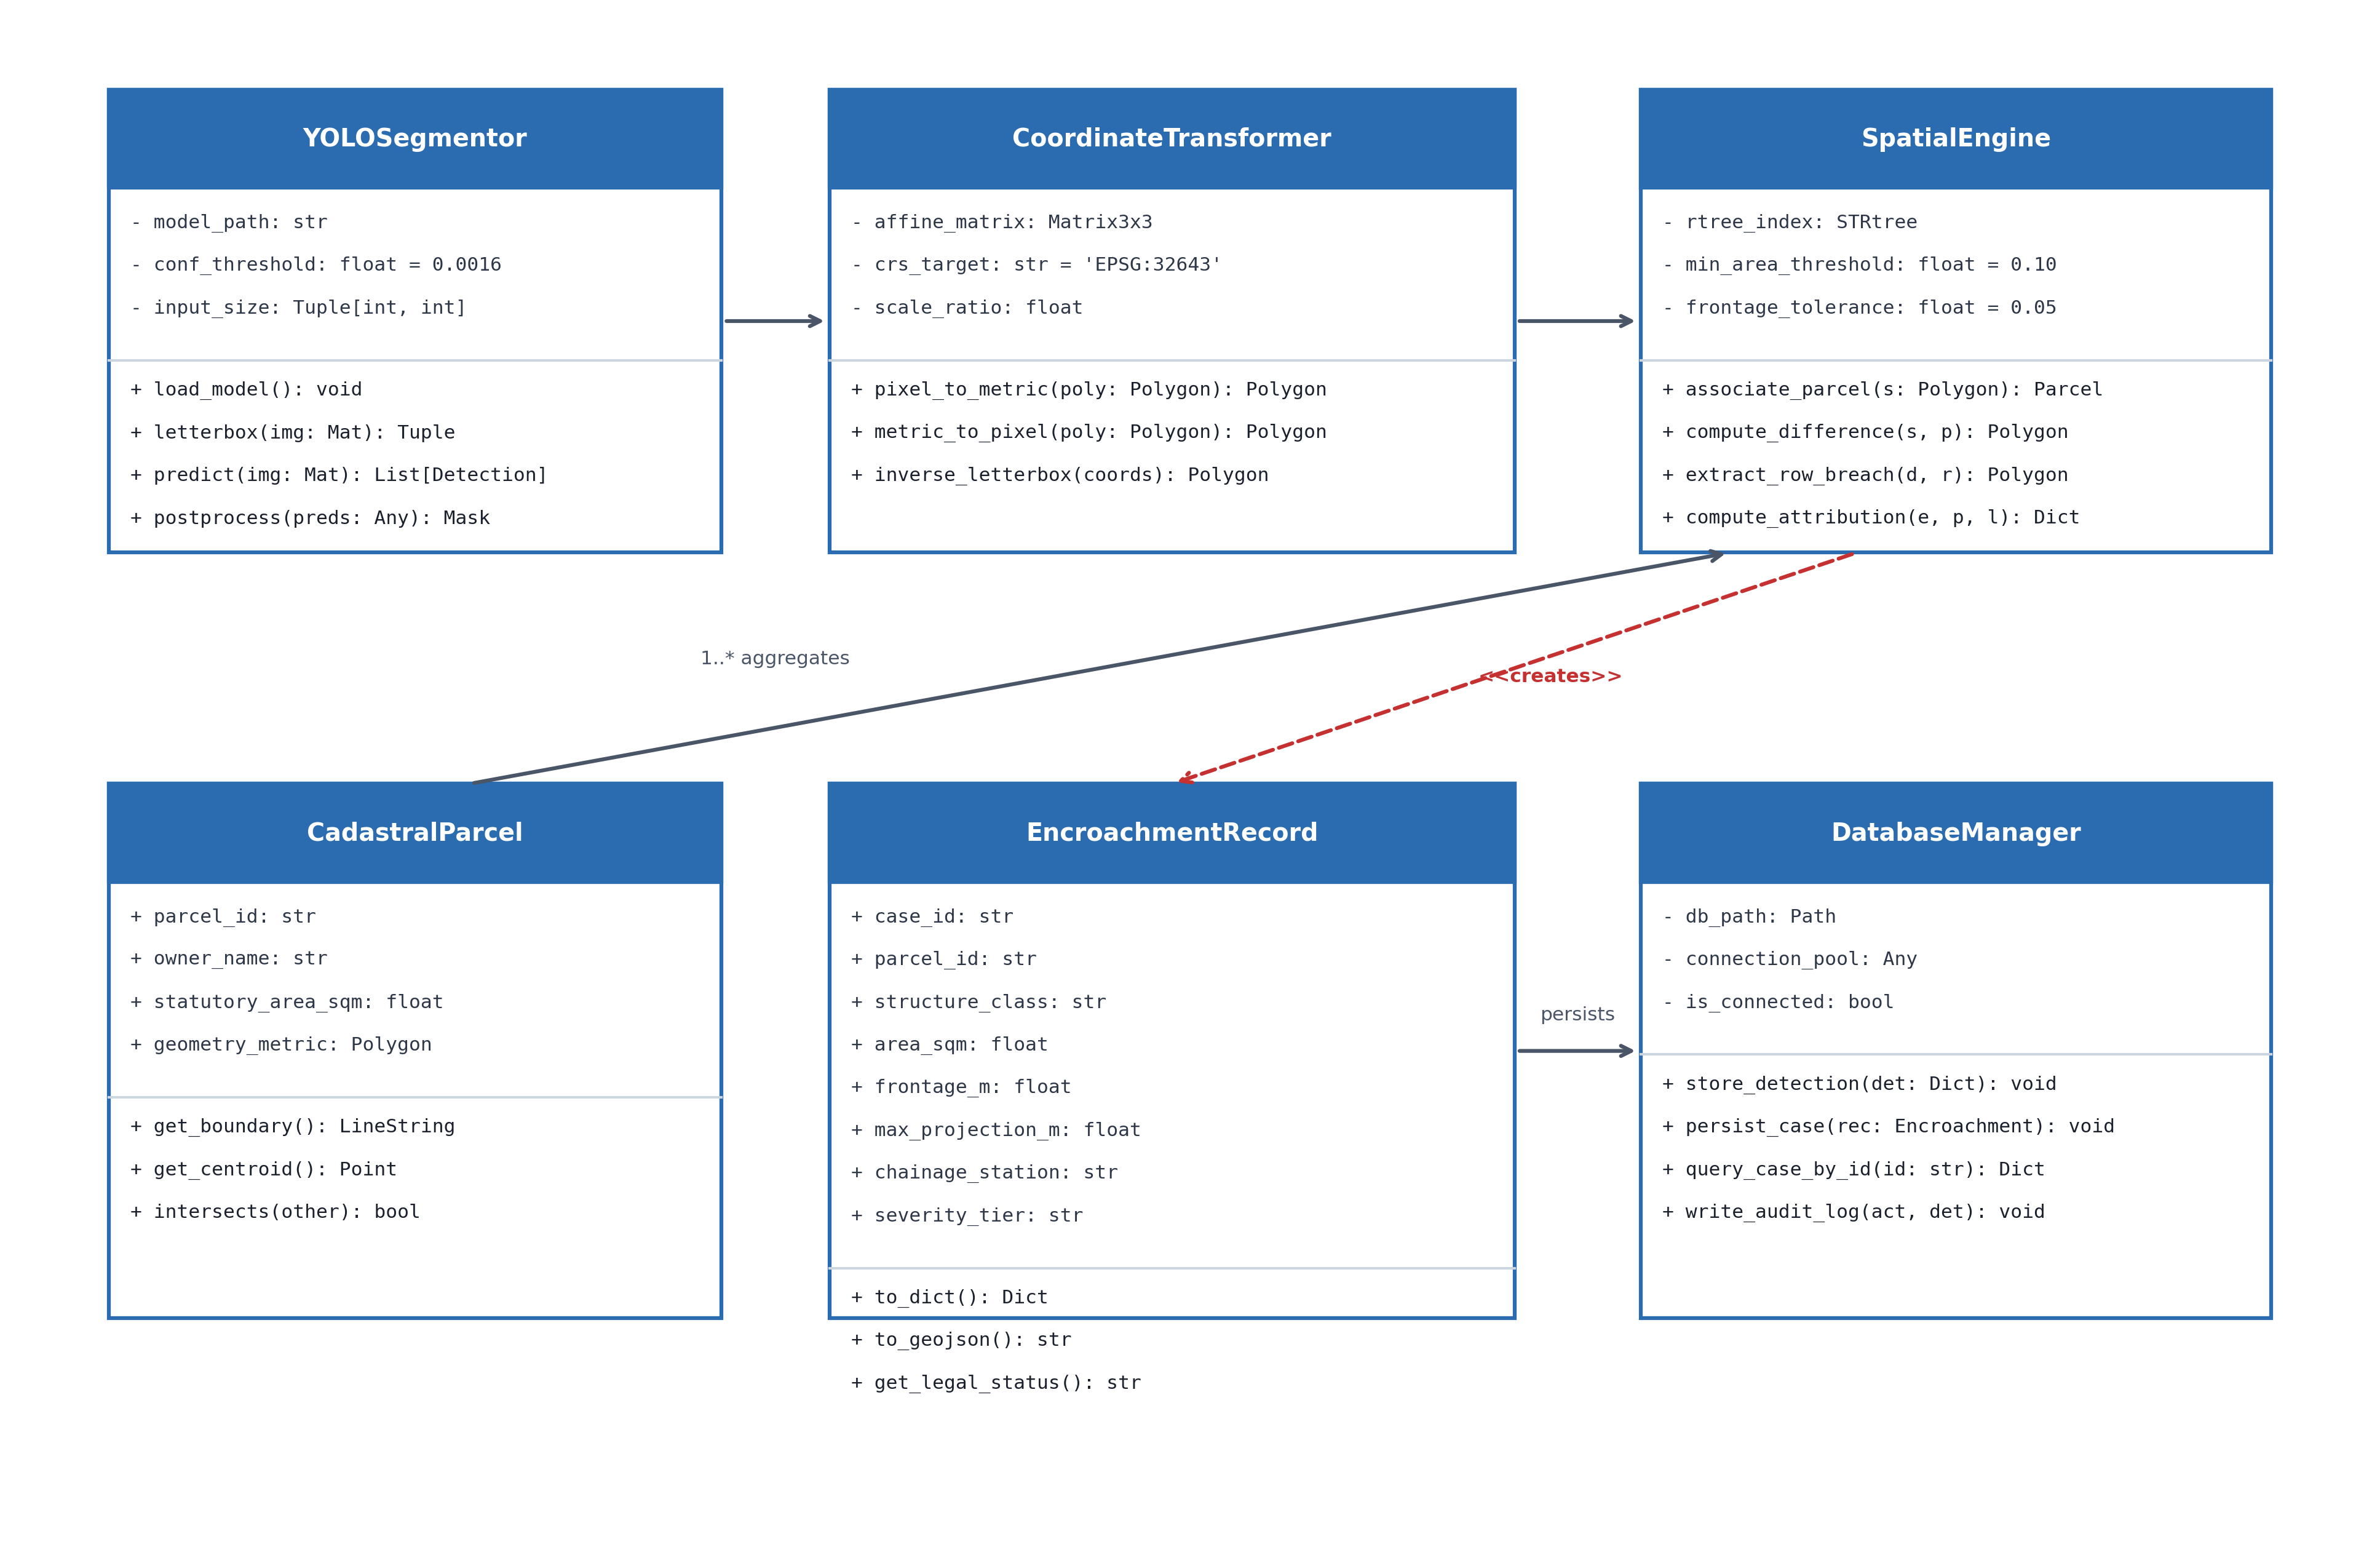 YOLOSegmentor
- model_path: str
- conf_threshold: float = 0.0016
- input_size: Tuple[int, int]
+ load_model(): void
+ letterbox(img: Mat): Tuple
+ predict(img: Mat): List[Detection]
+ postprocess(preds: Any): Mask
CoordinateTransformer
- affine_matrix: Matrix3x3
- crs_target: str = 'EPSG:32643'
- scale_ratio: float
+ pixel_to_metric(poly: Polygon): Polygon
+ metric_to_pixel(poly: Polygon): Polygon
+ inverse_letterbox(coords): Polygon
SpatialEngine
- rtree_index: STRtree
- min_area_threshold: float = 0.10
- frontage_tolerance: float = 0.05
+ associate_parcel(s: Polygon): Parcel
+ compute_difference(s, p): Polygon
+ extract_row_breach(d, r): Polygon
+ compute_attribution(e, p, l): Dict
1..* aggregates
<<creates>>
CadastralParcel
+ parcel_id: str
+ owner_name: str
+ statutory_area_sqm: float
+ geometry_metric: Polygon
+ get_boundary(): LineString
+ get_centroid(): Point
+ intersects(other): bool
EncroachmentRecord
+ case_id: str
+ parcel_id: str
+ structure_class: str
+ area_sqm: float
+ frontage_m: float
+ max_projection_m: float
+ chainage_station: str
+ severity_tier: str
+ to_dict(): Dict
+ to_geojson(): str
+ get_legal_status(): str
persists
DatabaseManager
- db_path: Path
- connection_pool: Any
- is_connected: bool
+ store_detection(det: Dict): void
+ persist_case(rec: Encroachment): void
+ query_case_by_id(id: str): Dict
+ write_audit_log(act, det): void